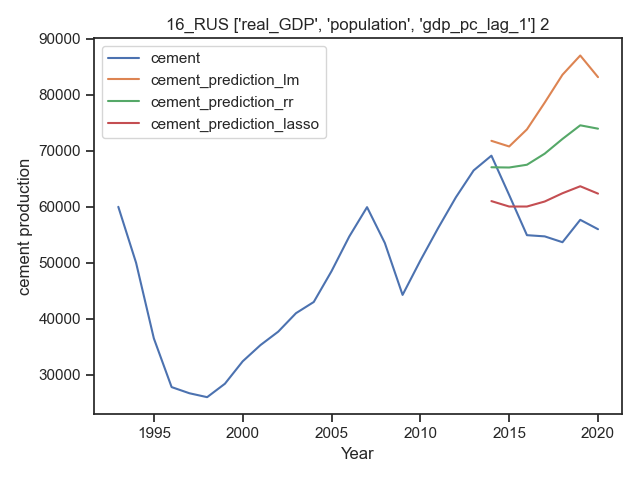 16_RUS ['real_GDP', 'population', 'gdp_pc_lag_1'] 2
90000
80000
70000
60000
50000
40000
30000
cement production
cement
cement_prediction_lm
cement_prediction_rr
cement_prediction_lasso
1995
2000
2005
2010
2015
2020
Year